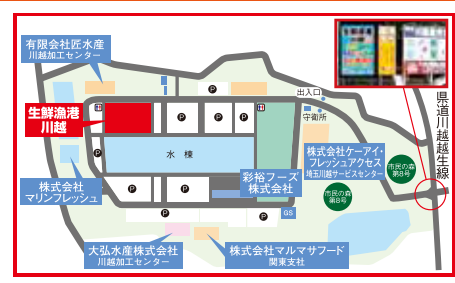 有限会社匠水産
川越加工センター
生鮮漁港
川越
P
P
P
P
出入口
守衛所
県道川越越生線
水棟
彩裕フーズ
株式会社
株式会社ケーアイ・
フレッシュアクセス
埼玉川越サービスセンター
市民の森
第8号
市民の森
第8号
株式会社
マリンフレッシュ
P
P
P
P
P
GS
大弘水産株式会社
川越加工センター
株式会社マルマサフード
関東支社